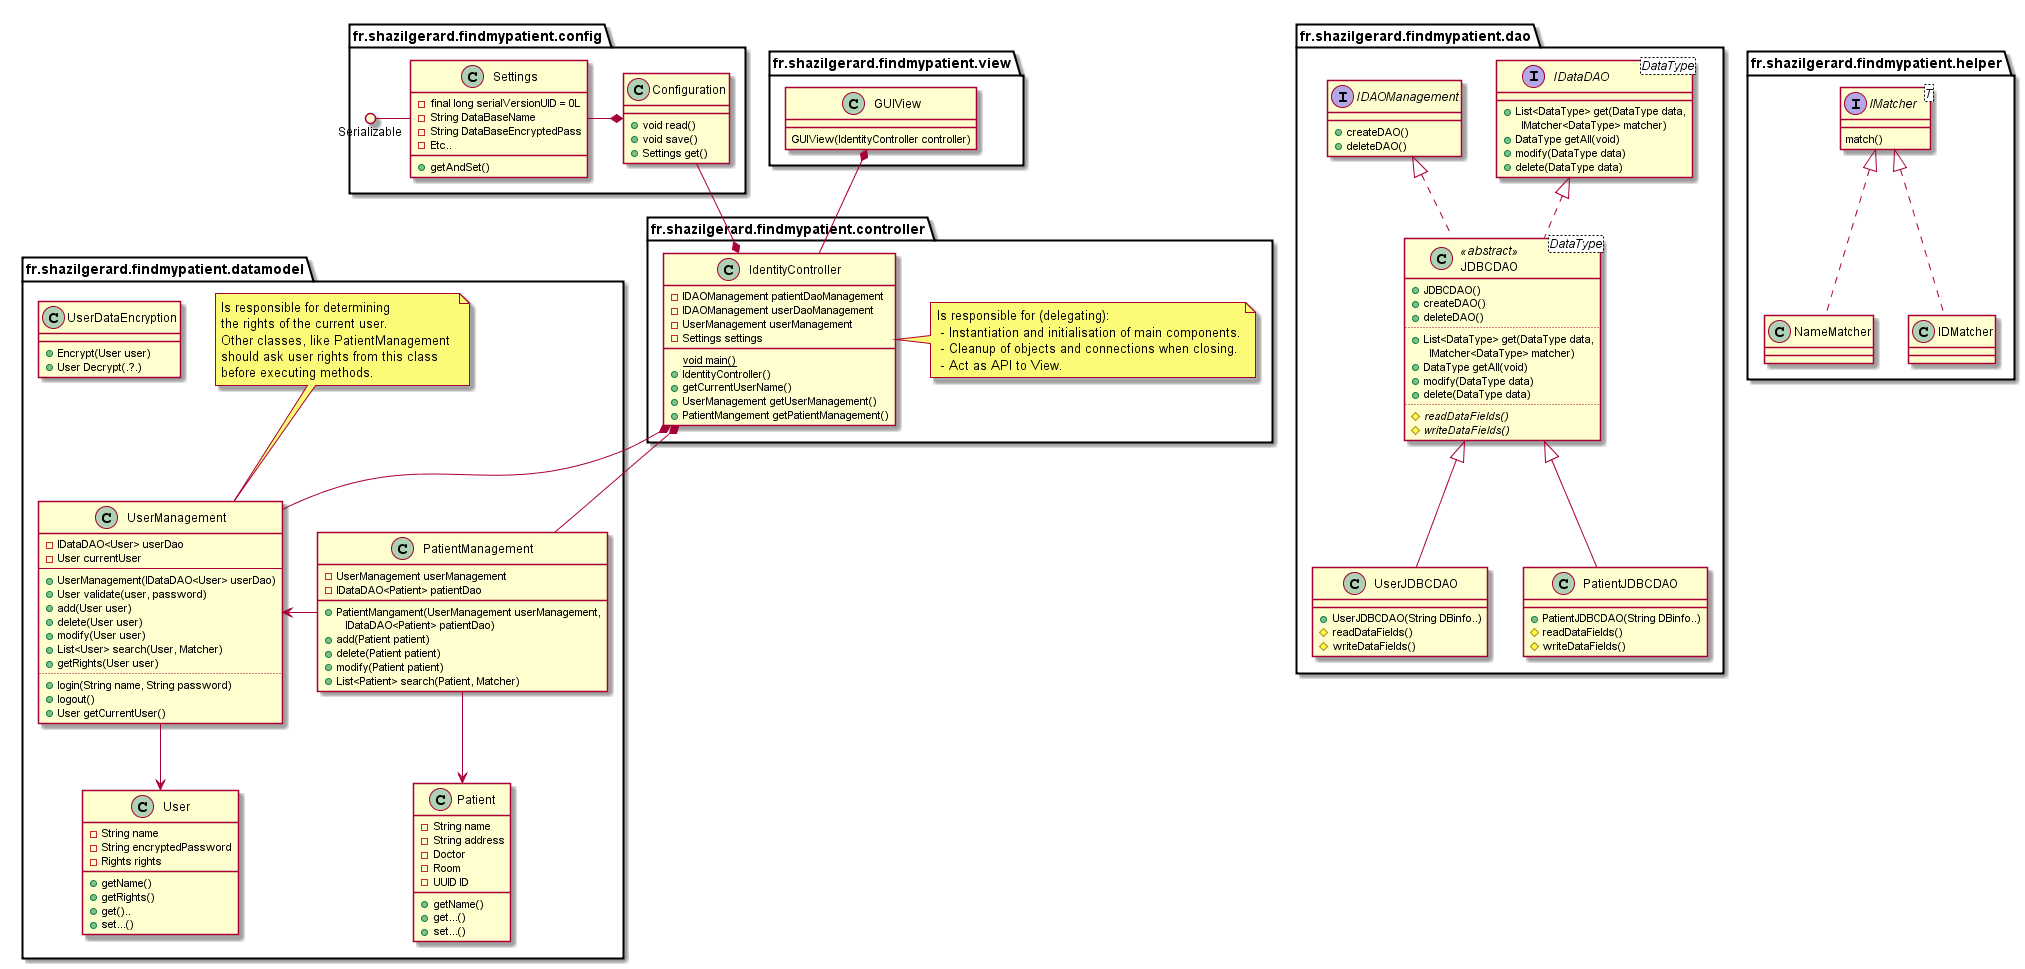 fr.shazilgerard.findmypatient.config
Settings
final long serialVersionUID = 0L
String DataBaseName
String DataBaseEncryptedPass
Etc..
getAndSet()
Serializable
Configuration
void read()
void save()
Settings get()
fr.shazilgerard.findmypatient.view
GUIView
GUIView(IdentityController controller)
fr.shazilgerard.findmypatient.controller
IdentityController
IDAOManagement patientDaoManagement
IDAOManagement userDaoManagement
UserManagement userManagement
Settings settings
void main()
IdentityController()
getCurrentUserName()
UserManagement getUserManagement()
PatientMangement getPatientManagement()
Is responsible for (delegating):
- Instantiation and initialisation of main components.
- Cleanup of objects and connections when closing.
- Act as API to View.
fr.shazilgerard.findmypatient.datamodel
UserDataEncryption
Encrypt(User user)
User Decrypt(.?.)
Is responsible for determining
the rights of the current user.
Other classes, like PatientManagement
should ask user rights from this class
before executing methods.
UserManagement
IDataDAO<User> userDao
User currentUser
UserManagement(IDataDAO<User> userDao)
User validate(user, password)
add(User user)
delete(User user)
modify(User user)
List<User> search(User, Matcher)
getRights(User user)
login(String name, String password)
logout()
User getCurrentUser()
PatientManagement
UserManagement userManagement
IDataDAO<Patient> patientDao
PatientMangament(UserManagement userManagement,
IDataDAO<Patient> patientDao)
add(Patient patient)
delete(Patient patient)
modify(Patient patient)
List<Patient> search(Patient, Matcher)
User
String name
String encryptedPassword
Rights rights
getName()
getRights()
get()..
set...()
Patient
String name
String address
Doctor
Room
UUID ID
getName()
get...()
set...()
fr.shazilgerard.findmypatient.dao
IDAOManagement
createDAO()
deleteDAO()
IDataDAO
DataType
List<DataType> get(DataType data,
IMatcher<DataType> matcher)
DataType getAll(void)
modify(DataType data)
delete(DataType data)
«abstract»
JDBCDAO
DataType
JDBCDAO()
createDAO()
deleteDAO()
List<DataType> get(DataType data,
IMatcher<DataType> matcher)
DataType getAll(void)
modify(DataType data)
delete(DataType data)
readDataFields()
writeDataFields()
UserJDBCDAO
UserJDBCDAO(String DBinfo..)
readDataFields()
writeDataFields()
PatientJDBCDAO
PatientJDBCDAO(String DBinfo..)
readDataFields()
writeDataFields()
fr.shazilgerard.findmypatient.helper
IMatcher
T
match()
NameMatcher
IDMatcher